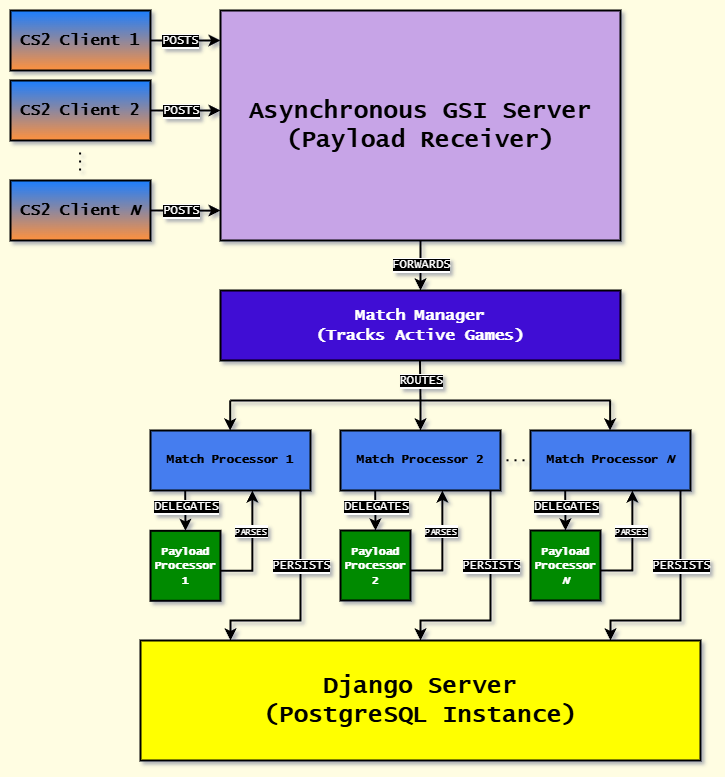 CS2 Client 1
POSTS
Asynchronous GSI Server
(Payload Receiver)
CS2 Client 2
POSTS
...
CS2 Client N
POSTS
FORWARDS
Match Manager
(Tracks Active Games)
ROUTES
Match Processor 1
Match Processor 2
...
Match Processor N
DELEGATES
PARSES
PERSISTS
DELEGATES
PARSES
PERSISTS
DELEGATES
PARSES
PERSISTS
Payload
Processor
1
Payload
Processor
2
Payload
Processor
N
Django Server
(PostgreSQL Instance)